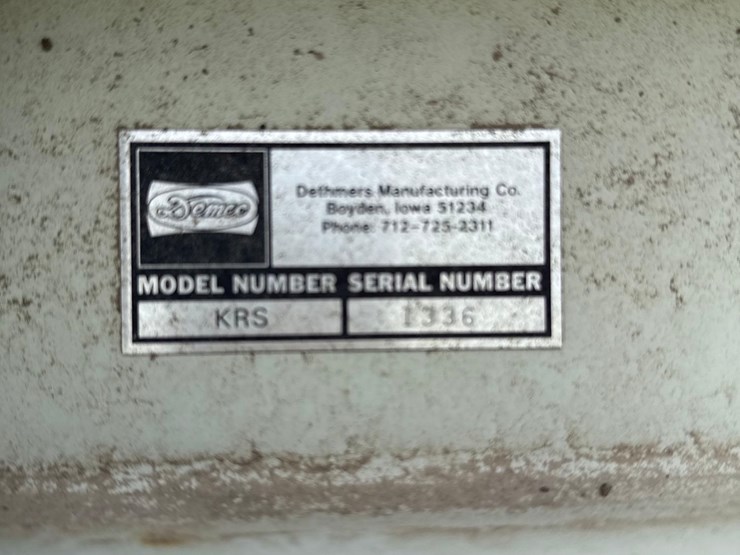 Demco
Dethmers Manufacturing Co.
Boyden, Iowa 51234
Phone: 712-725-2311
MODEL NUMBER SERIAL NUMBER
KRS 1336